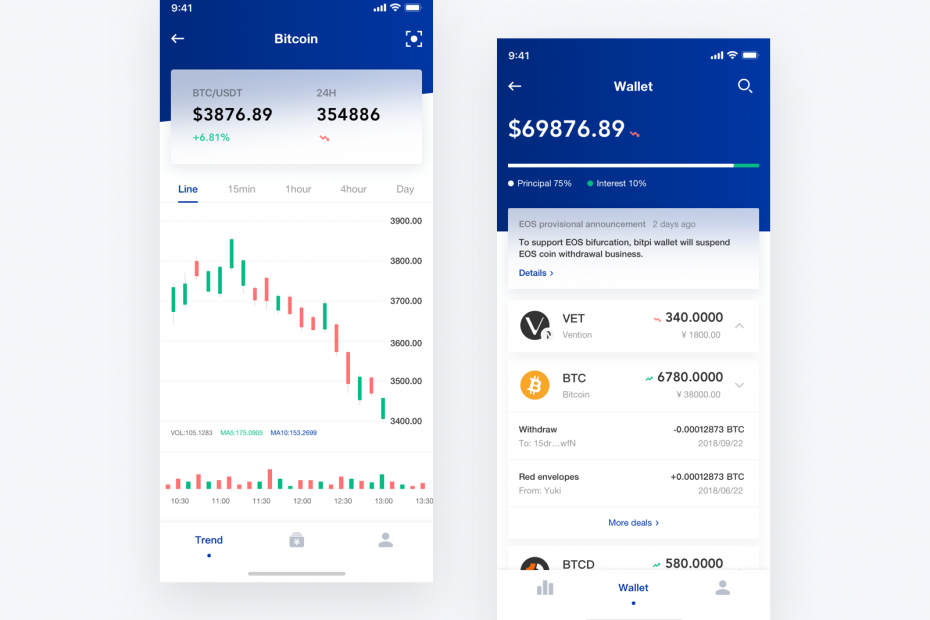 9:41
Bitcoin
BTC/USDT 24H
$3876.89 354886
+6.81%
Line 15min 1hour 4hour Day
3900.00
3800.00
3700.00
3600.00
3500.00
3400.00
VOL:105.1283 MA5:175.0905 MA10:153.2699
10:30 11:00 11:30 12:00 12:30 13:00 13:30
Trend
¥
9:41
Wallet
$69876.89
Principal 75% Interest 10%
EOS provisional announcement 2 days ago
To support EOS bifurcation, bitpi wallet will suspend
EOS coin withdrawal business.
Details >
VET 340.0000
Vention ¥ 1800.00
BTC 6780.0000
Bitcoin ¥ 38000.00
Withdraw -0.00012873 BTC
To: 15dr...wfN 2018/09/22
Red envelopes +0.00012873 BTC
From: Yuki 2018/06/22
More deals >
BTCD 580.0000
Wallet